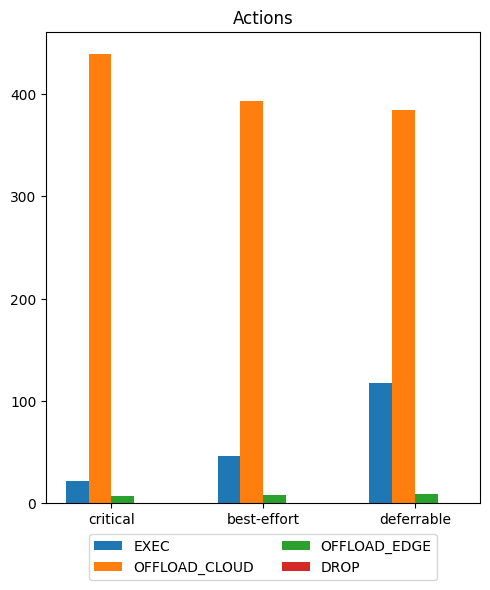 Actions
400
300
200
100
0
critical best-effort deferrable
EXEC OFFLOAD_EDGE
OFFLOAD_CLOUD DROP